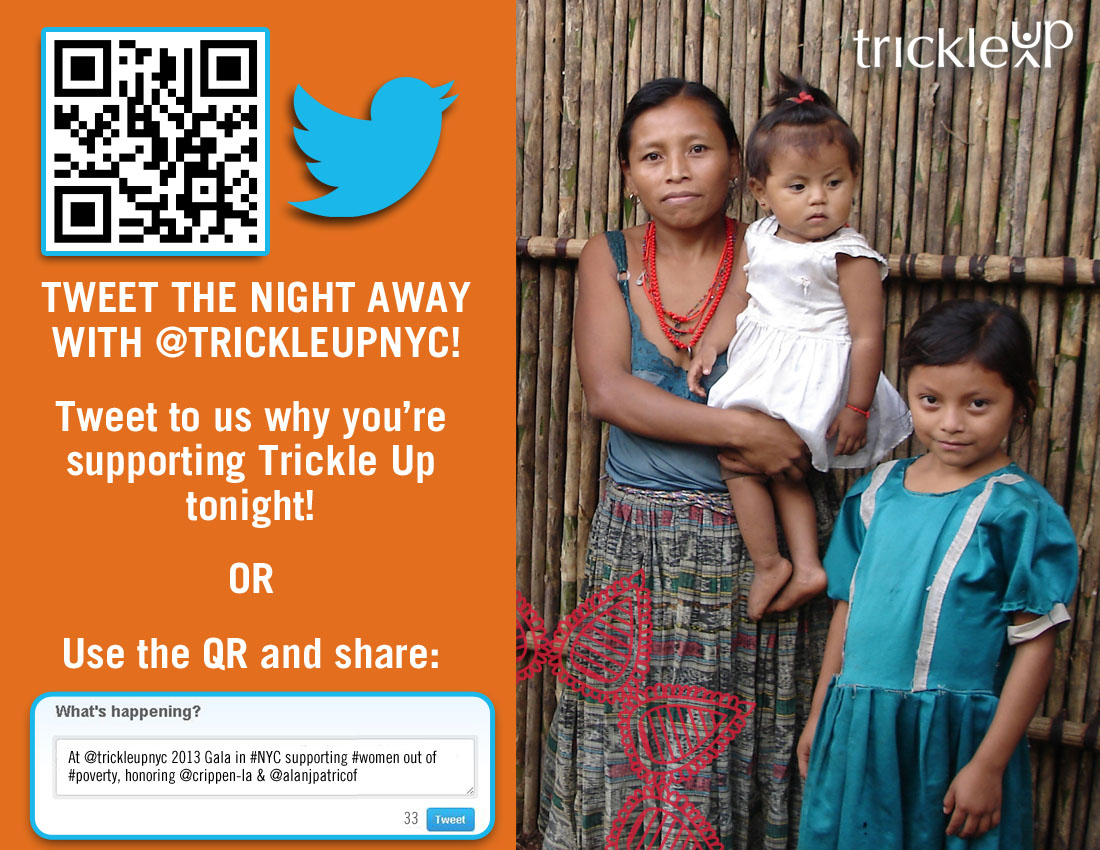 trickleup
TWEET THE NIGHT AWAY
WITH @TRICKLEUPNYC!
Tweet to us why you’re
supporting Trickle Up
tonight!
OR
Use the QR and share:
What's happening?
At @trickleupnyc 2013 Gala in #NYC supporting #women out of
#poverty, honoring @crippen-la & @alanjpatricof
33 Tweet